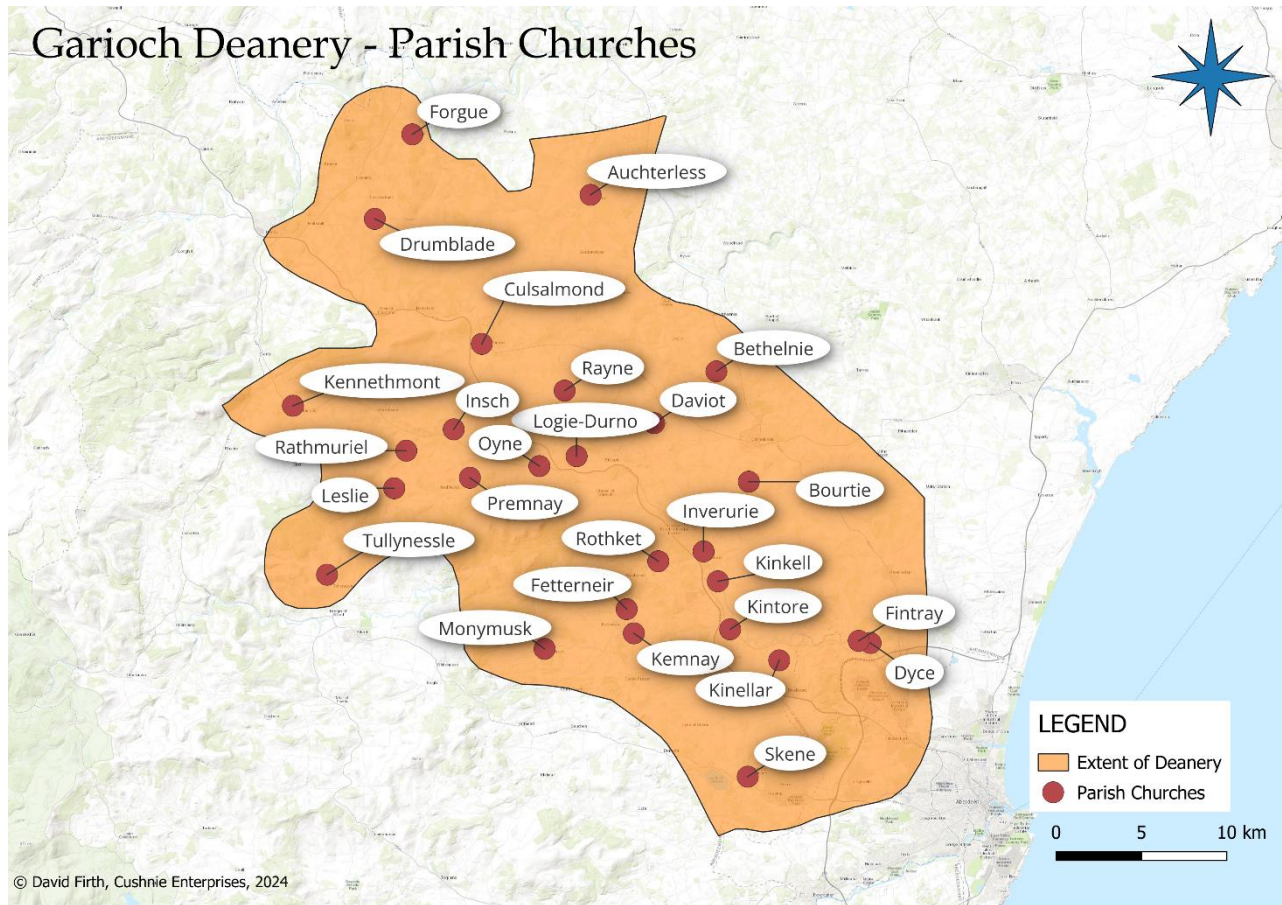 Garioch Deanery - Parish Churches
Forgue
Auchterless
Drumblade
Culsalmond
Bethelnie
Rayne
Kennethmont
Insch
Daviot
Logie-Durno
Rathmuriel
Oyne
Leslie
Premnay
Bourtie
Inverurie
Tullynessle
Rothket
Kinkell
Fetterneir
Kintore
Fintray
Monymusk
Kemnay
Dyce
Kinellar
Skene
LEGEND
Extent of Deanery
Parish Churches
0 5 10 km
Aberdeen
© David Firth, Cushnie Enterprises, 2024